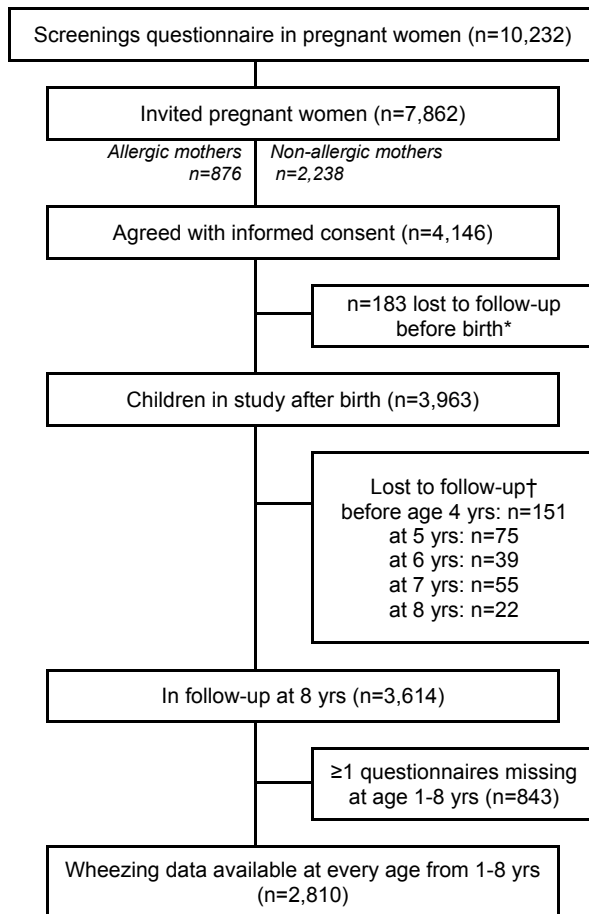 Screenings questionnaire in pregnant women (n=10,232)
Invited pregnant women (n=7,862)
Allergic mothers
n=876
Non-allergic mothers
n=2,238
Agreed with informed consent (n=4,146)
n=183 lost to follow-up
before birth*
Children in study after birth (n=3,963)
Lost to follow-up†
before age 4 yrs: n=151
at 5 yrs: n=75
at 6 yrs: n=39
at 7 yrs: n=55
at 8 yrs: n=22
In follow-up at 8 yrs (n=3,614)
≥1 questionnaires missing
at age 1-8 yrs (n=843)
Wheezing data available at every age from 1-8 yrs
(n=2,810)